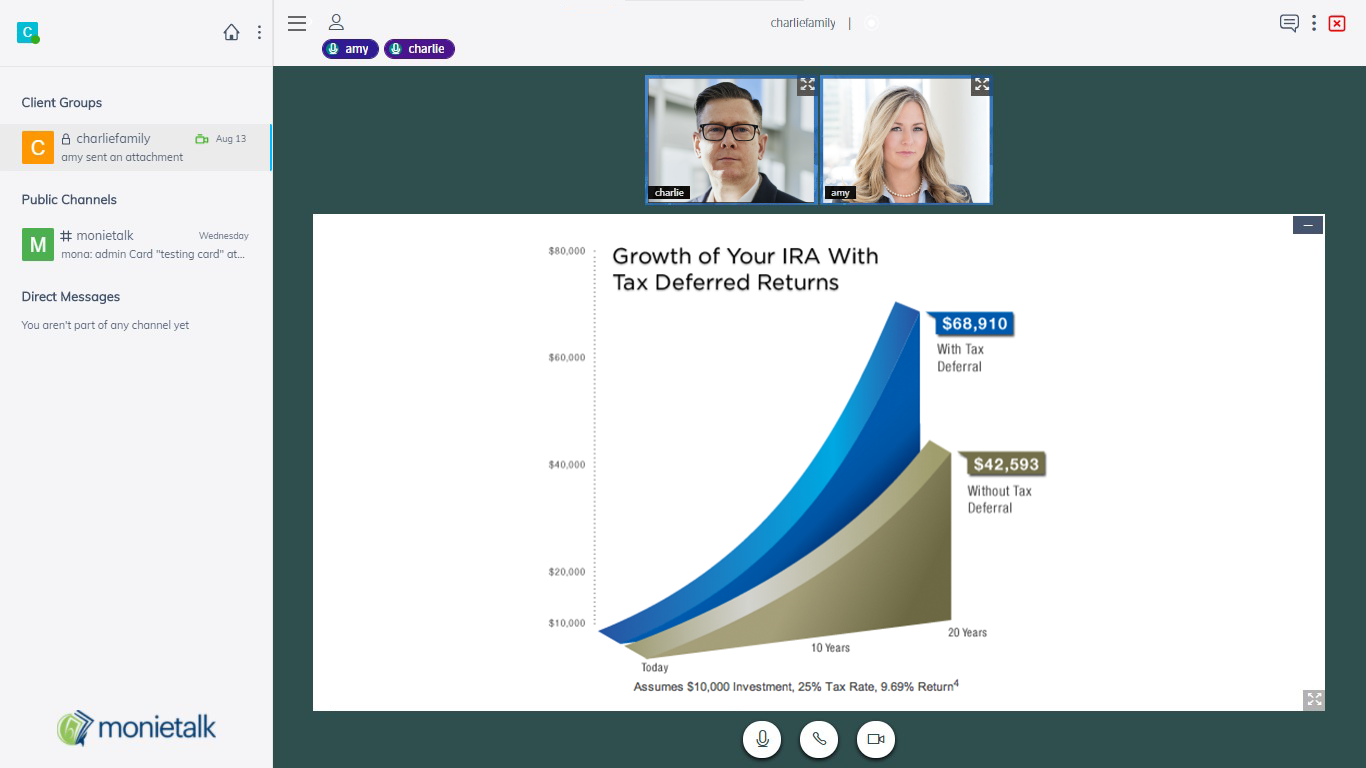 C
charliefamily |
amy charlie
Client Groups
C charliefamily Aug 13
amy sent an attachment
Public Channels
M monietalk Wednesday
mona: admin Card "testing card" at...
Direct Messages
You aren't part of any channel yet
monietalk
charlie
amy
Growth of Your IRA With
Tax Deferred Returns
$80,000
$60,000
$40,000
$20,000
$10,000
$68,910
With Tax
Deferral
$42,593
Without Tax
Deferral
Today
10 Years
20 Years
Assumes $10,000 Investment, 25% Tax Rate, 9.69% Return4